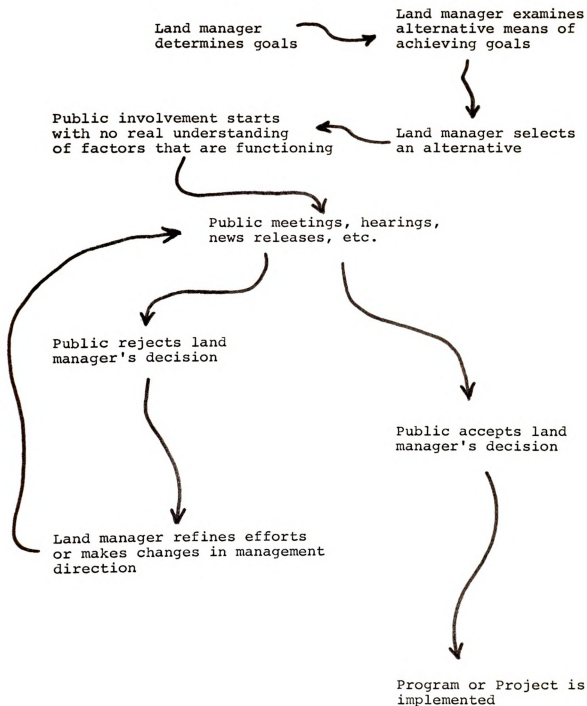 Land manager
determines goals
Land manager examines
alternative means of
achieving goals
Land manager selects
an alternative
Public involvement starts
with no real understanding
of factors that are functioning
Public meetings, hearings,
news releases, etc.
Public rejects land
manager's decision
Public accepts land
manager's decision
Land manager refines efforts
or makes changes in management
direction
Program or Project is
implemented